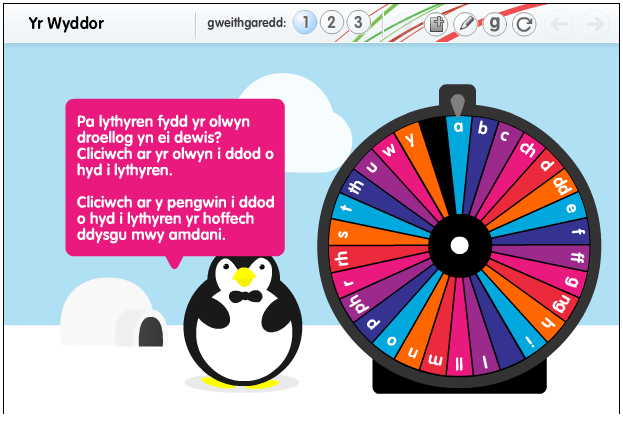 Yr Wyddor
gweithgaredd: 1 2 3
g
Pa lythyren fydd yr olwyn
droellog yn ei dewis?
Cliciwch ar yr olwyn i ddod o
hyd i lythyren.
Cliciwch ar y pengwin i ddod
o hyd i lythyren yr hoffech
ddysgu mwy amdani.
a
b
c
ch
d
dd
e
f
ff
g
ng
h
i
l
ll
m
n
o
p
ph
r
rh
s
t
th
u
w
y